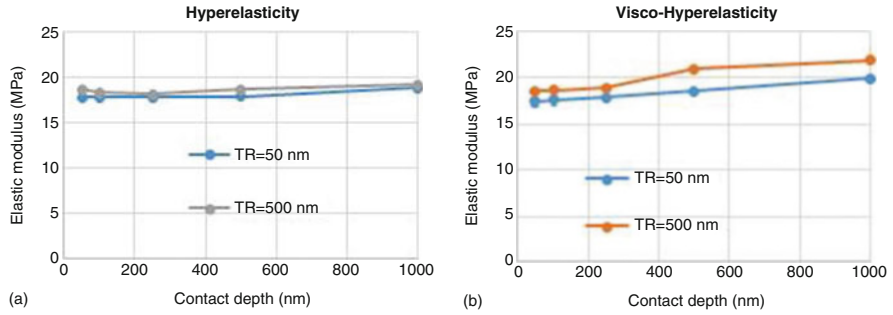 Hyperelasticity
25
20
15
10
5
0
0 200 400 600 800 1000
Elastic modulus (MPa)
TR=50 nm
TR=500 nm
Contact depth (nm)
(a)
Visco-Hyperelasticity
25
20
15
10
5
0
0 200 400 600 800 1000
Elastic modulus (MPa)
TR=50 nm
TR=500 nm
Contact depth (nm)
(b)